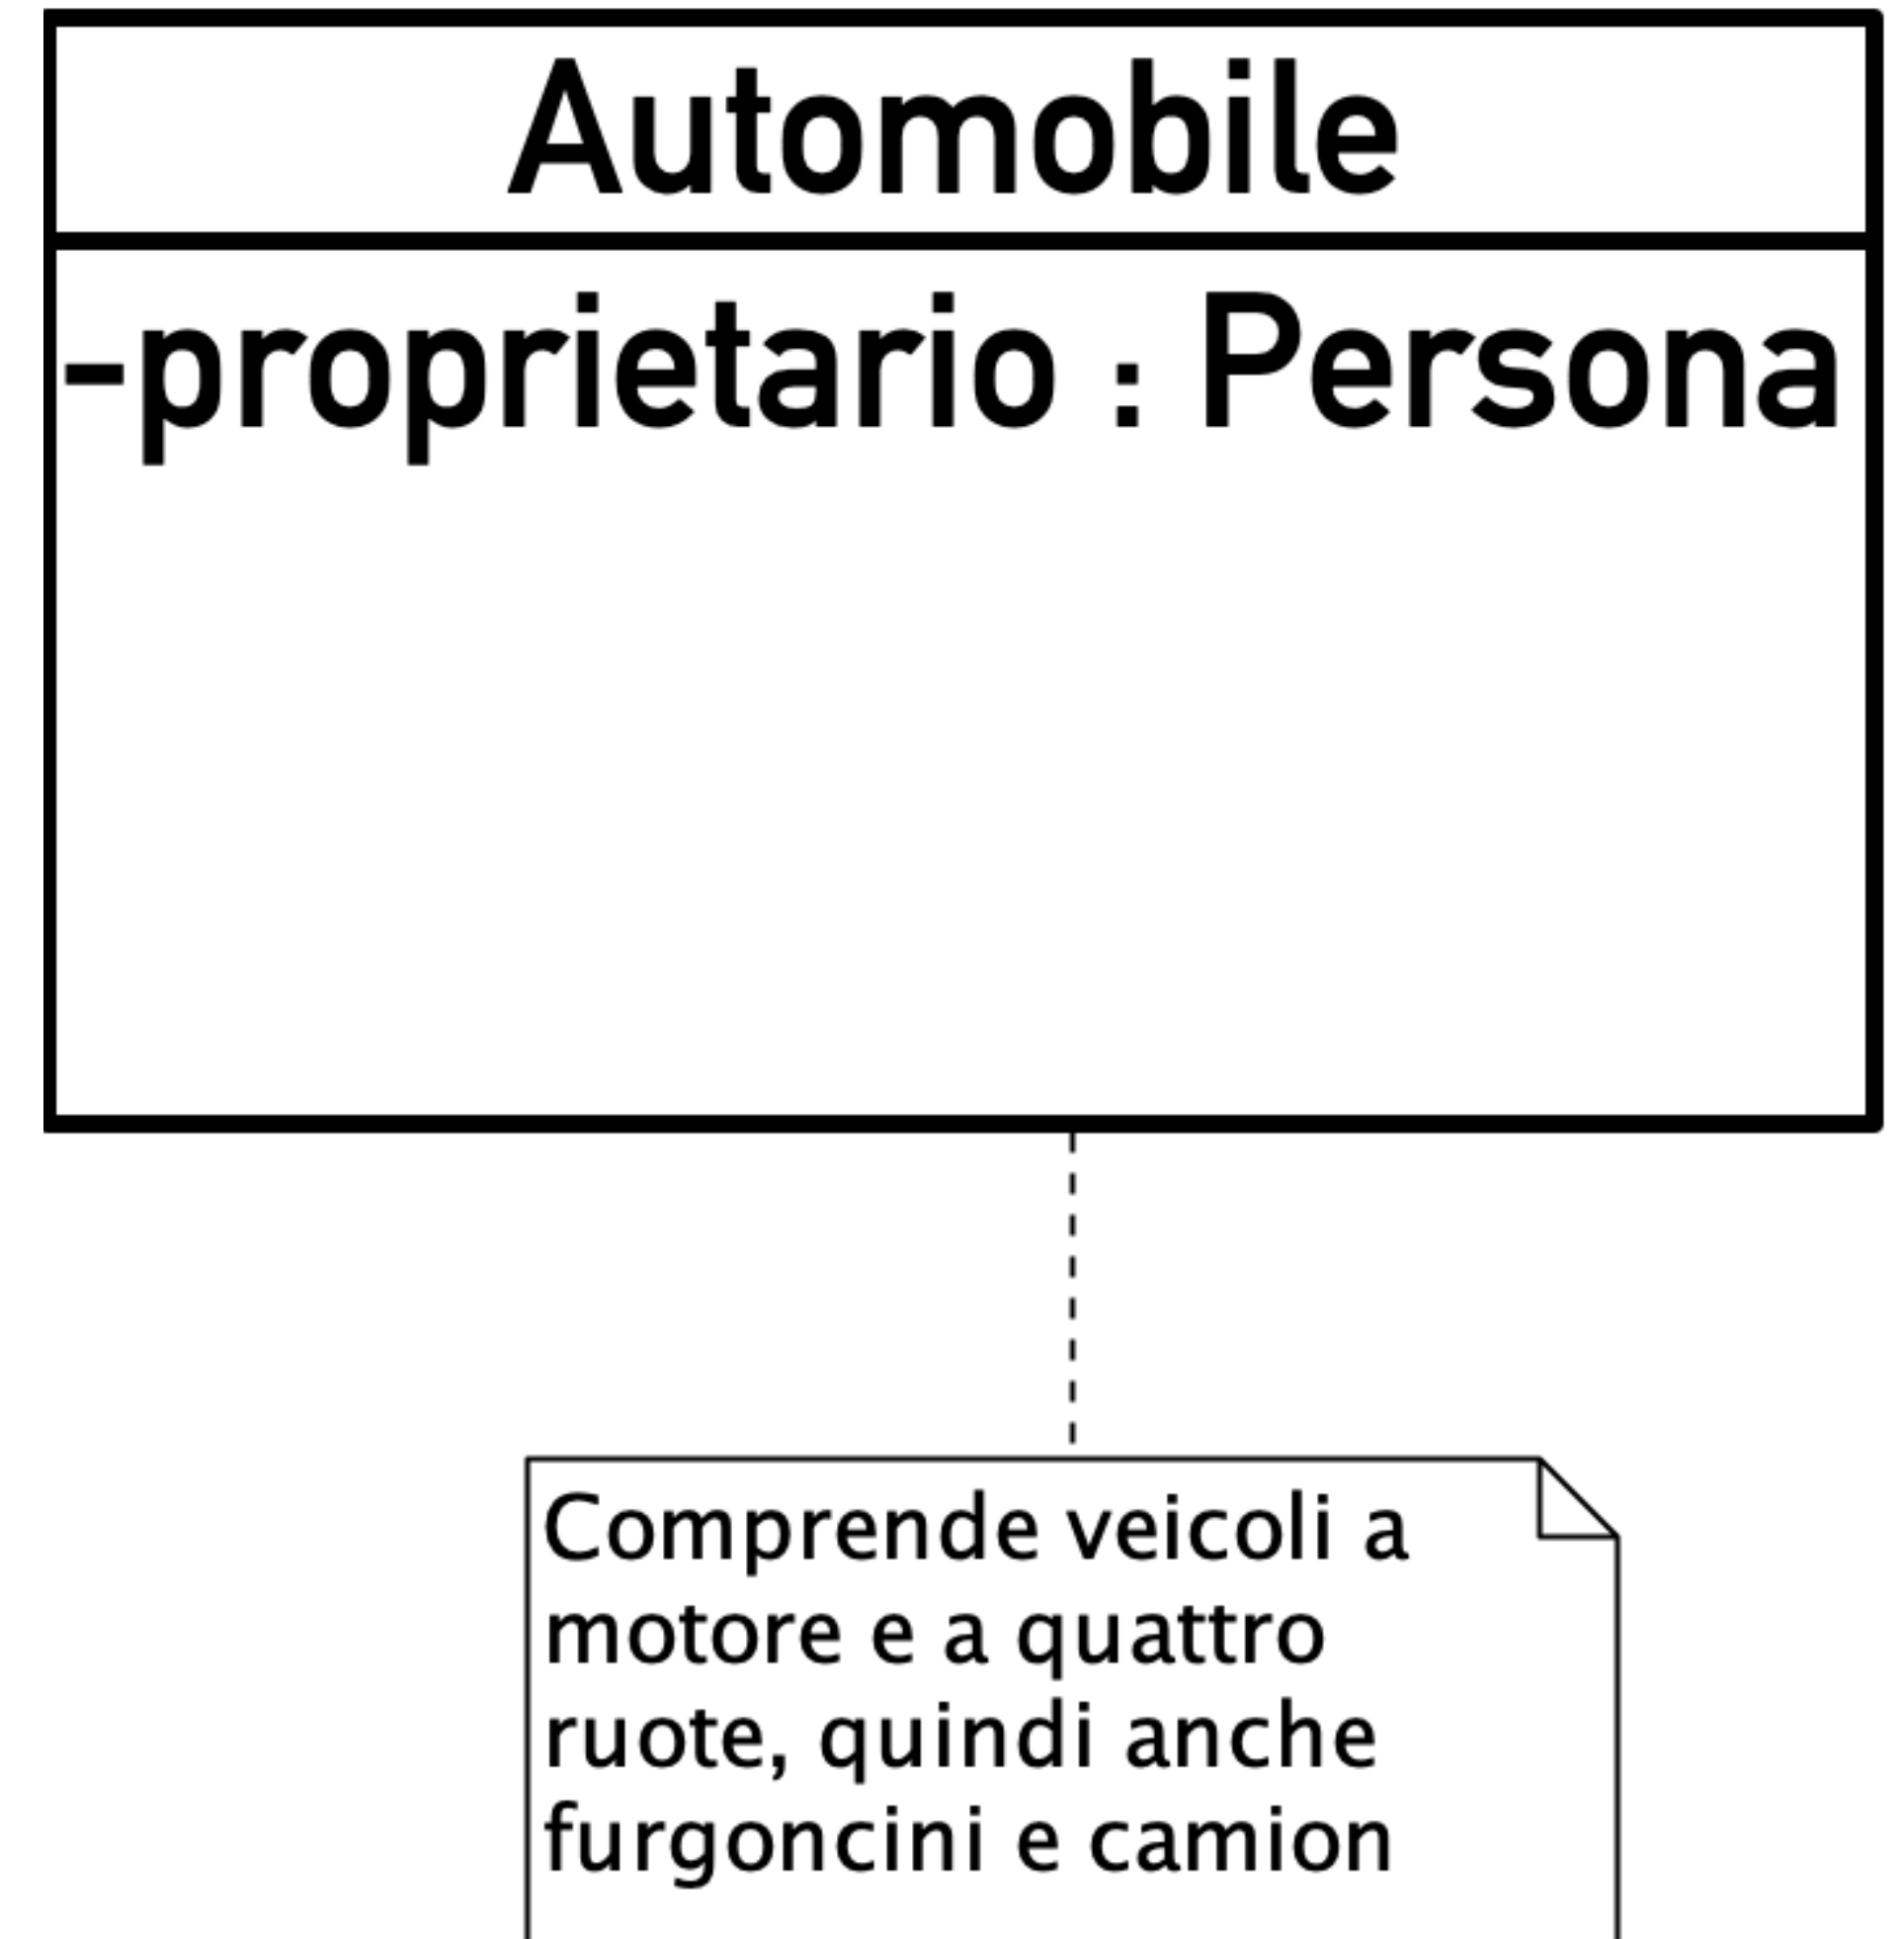 Automobile
-proprietario : Persona
Comprende veicoli a
motore e a quattro
ruote, quindi anche
furgoncini e camion